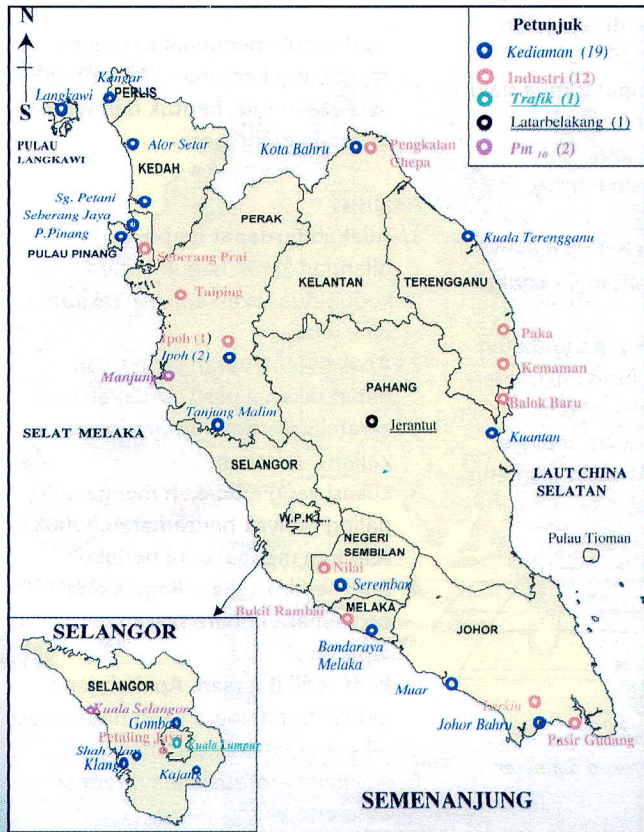 N
S
Petunjuk
Kediaman (19)
Industri (12)
Trafik (1)
Latarbelakang (1)
Pm 10 (2)
Kangar
Langkawi
PERLIS
PULAU
LANGKAWI
Alor Setar
KEDAH
Kota Bahru
Pengkalan
Chepa
Sg. Petani
Seberang Jaya
P.Pinang
PULAU PINANG
Seberang Prai
PERAK
Kuala Terengganu
KELANTAN
TERENGGANU
Taiping
Ipoh (1)
Ipoh (2)
Manjung
Paka
Kemaman
PAHANG
Balok Baru
Tanjung Malim
Jerantut
Kuantan
SELAT MELAKA
SELANGOR
LAUT CHINA
SELATAN
W.P.K.L
NEGERI
SEMBILAN
Pulau Tioman
Nilai
Seremban
Bukit Rambai
MELAKA
JOHOR
Bandaraya
Melaka
Muar
Larkin
Johor Bahru
Pasir Gudang
SELANGOR
SELANGOR
Kuala Selangor
Gombak
Petaling Jaya
Kuala Lumpur
Shah Alam
Klang
Kajang
SEMENANJUNG